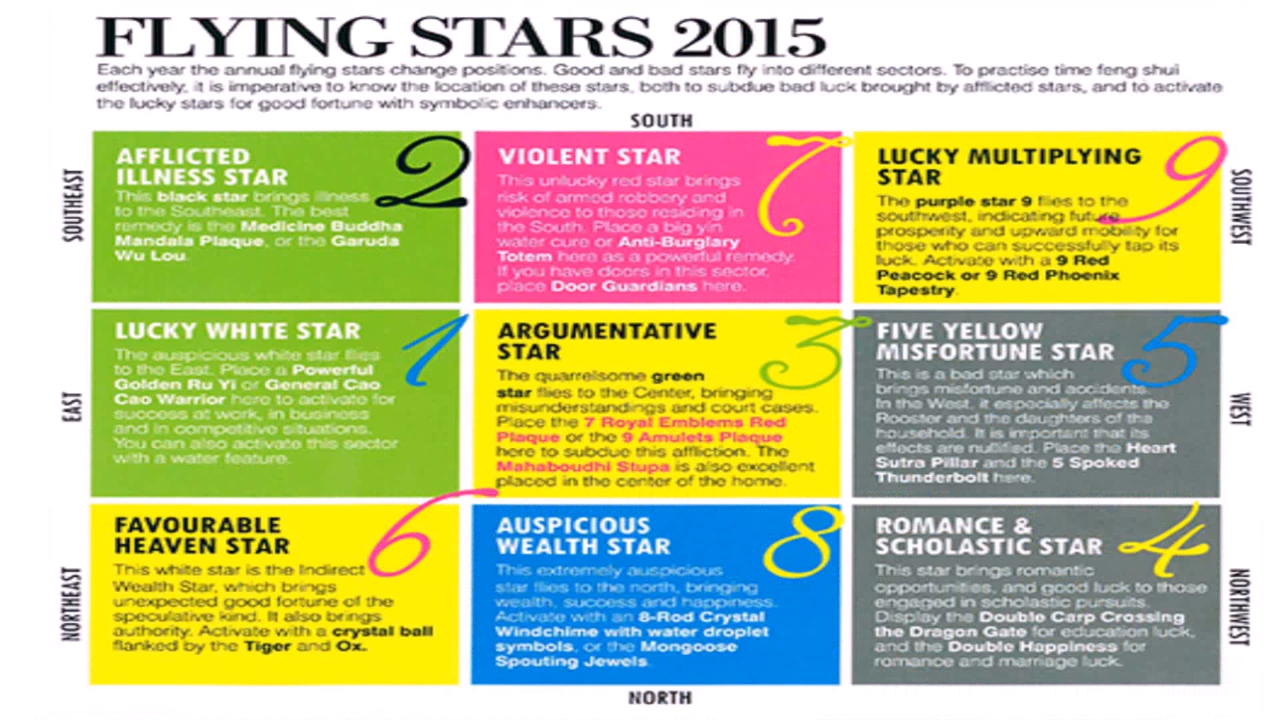 FLYING STARS 2015
Each year the annual flying stars change positions. Good and bad stars fly into different sectors. To practise time feng shui
effectively, it is imperative to know the location of these stars, both to subdue bad luck brought by afflicted stars, and to activate
the lucky stars for good fortune with symbolic enhancers.
SOUTH
SOUTHEAST
AFFLICTED
ILLNESS STAR
2
This black star brings illness
to the Southeast. The best
remedy is the Medicine Buddha
Mandala Plaque, or the Garuda
Wu Lou.
VIOLENT STAR
7
This unlucky red star brings
risk of armed robbery and
violence to those residing in
the South. Place a big yin
water cure or Anti-Burglary
Totem here as a powerful remedy.
If you have doors in this sector,
place Door Guardians here.
LUCKY MULTIPLYING
STAR
9
The purple star 9 flies to the
southwest, indicating future
prosperity and upward mobility for
those who can successfully tap its
luck. Activate with a 9 Red
Peacock or 9 Red Phoenix
Tapestry.
SOUTHWEST
EAST
LUCKY WHITE STAR
1
The auspicious white star flies
to the East. Place a Powerful
Golden Ru Yi or General Cao
Cao Warrior here to activate for
success at work, in business
and in competitive situations.
You can also activate this sector
with a water feature.
ARGUMENTATIVE
STAR
3
The quarrelsome green
star flies to the Center, bringing
misunderstandings and court cases.
Place the 7 Royal Emblems Red
Plaque or the 9 Amulets Plaque
here to subdue this affliction. The
Mahaboudhi Stupa is also excellent
placed in the center of the home.
FIVE YELLOW
MISFORTUNE STAR
5
This is a bad star which
brings misfortune and accidents.
In the West, it especially affects the
Rooster and the daughters of the
household. It is important that its
effects are nullified. Place the Heart
Sutra Pillar and the 5 Spoked
Thunderbolt here.
WEST
NORTHEAST
FAVOURABLE
HEAVEN STAR
6
This white star is the Indirect
Wealth Star, which brings
unexpected good fortune of the
speculative kind. It also brings
authority. Activate with a crystal ball
flanked by the Tiger and Ox.
AUSPICIOUS
WEALTH STAR
8
This extremely auspicious
star flies to the north, bringing
wealth, success and happiness.
Activate with an 8-Rod Crystal
Windchime with water droplet
symbols, or the Mongoose
Spouting Jewels.
ROMANCE &
SCHOLASTIC STAR
4
This star brings romantic
opportunities, and good luck to those
engaged in scholastic pursuits.
Display the Double Carp Crossing
the Dragon Gate for education luck,
and the Double Happiness for
romance and marriage luck.
NORTHWEST
NORTH